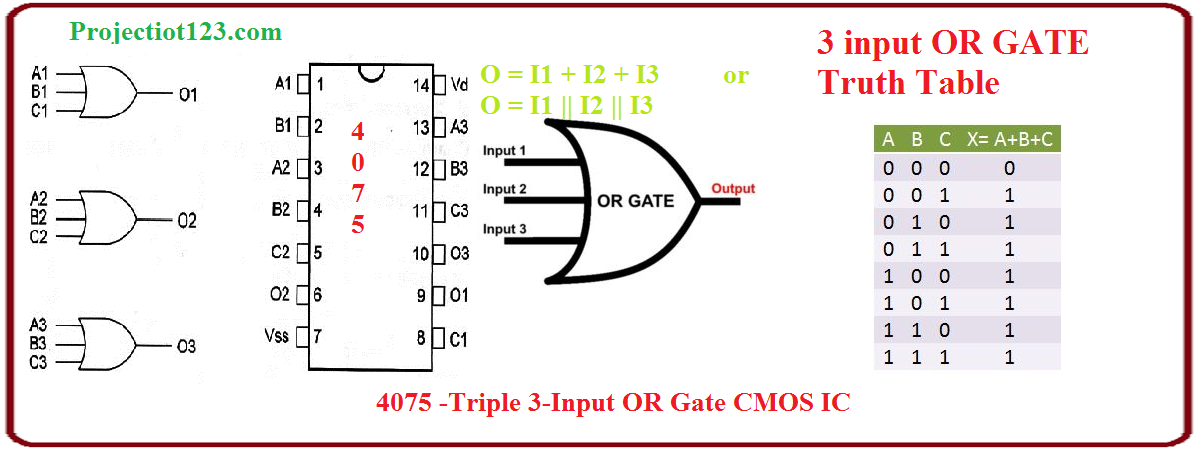 Projectiot123.com
A1
B1
C1
O1
A2
B2
C2
O2
A3
B3
C3
O3
A1 1 14 Vd
B1 2 13 A3
A2 3 12 B3
B2 4 11 C3
C2 5 10 O3
O2 6 9 O1
Vss 7 8 C1
4
0
7
5
O = I1 + I2 + I3 or
O = I1 || I2 || I3
Input 1
Input 2
Input 3
OR GATE
Output
3 input OR GATE
Truth Table
A B C X= A+B+C
0 0 0 0
0 0 1 1
0 1 0 1
0 1 1 1
1 0 0 1
1 0 1 1
1 1 0 1
1 1 1 1
4075 -Triple 3-Input OR Gate CMOS IC